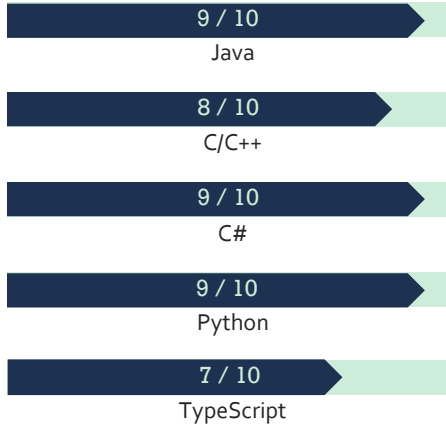 9 / 10
Java
8 / 10
C/C++
9 / 10
C#
9 / 10
Python
7 / 10
TypeScript